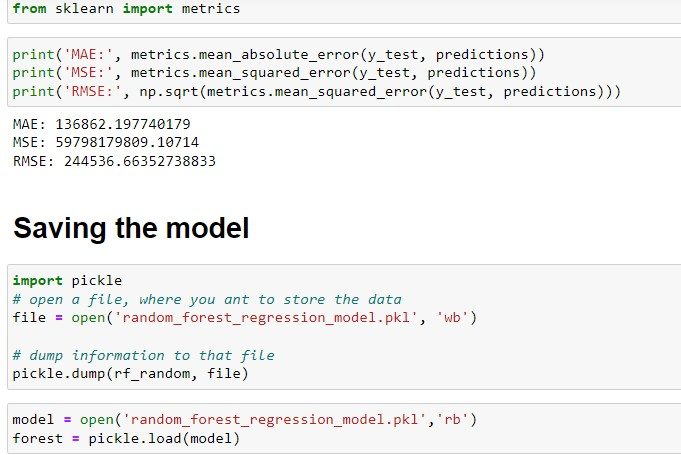 from sklearn import metrics
print('MAE:', metrics.mean_absolute_error(y_test, predictions))
print('MSE:', metrics.mean_squared_error(y_test, predictions))
print('RMSE:', np.sqrt(metrics.mean_squared_error(y_test, predictions)))
MAE: 136862.197740179
MSE: 59798179809.10714
RMSE: 244536.66352738833
Saving the model
import pickle
# open a file, where you ant to store the data
file = open('random_forest_regression_model.pkl', 'wb')
# dump information to that file
pickle.dump(rf_random, file)
model = open('random_forest_regression_model.pkl','rb')
forest = pickle.load(model)